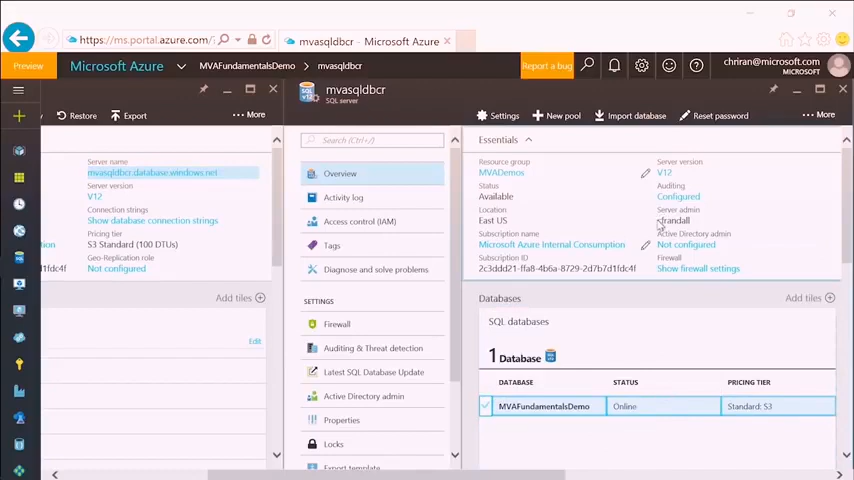 https://ms.portal.azure.com/
mvasqldbcr - Microsoft Azure
Preview
Microsoft Azure
MVAFundamentalsDemo
mvasqldbcr
Report a bug
chriran@microsoft.com
MICROSOFT
Restore
Export
More
Server name
mvasqldbcr.database.windows.net
Server version
V12
Connection strings
Show database connection strings
Pricing tier
S3 Standard (100 DTUs)
Geo-Replication role
Not configured
Add tiles
Edit
mvasqldbcr
SQL server
Search (Ctrl+/)
Overview
Activity log
Access control (IAM)
Tags
Diagnose and solve problems
SETTINGS
Firewall
Auditing & Threat detection
Latest SQL Database Update
Active Directory admin
Properties
Locks
Export template
Settings
New pool
Import database
Reset password
More
Essentials
Resource group
MVADemos
Status
Available
Location
East US
Subscription name
Microsoft Azure Internal Consumption
Subscription ID
2c3ddd21-ffa8-4b6a-8729-2d7b7d1fdc4f
Server version
V12
Auditing
Configured
Server admin
Active Directory admin
Not configured
Firewall
Show firewall settings
Databases
Add tiles
SQL databases
1 Database
DATABASE STATUS PRICING TIER
MVAFundamentalsDemo Online Standard: S3